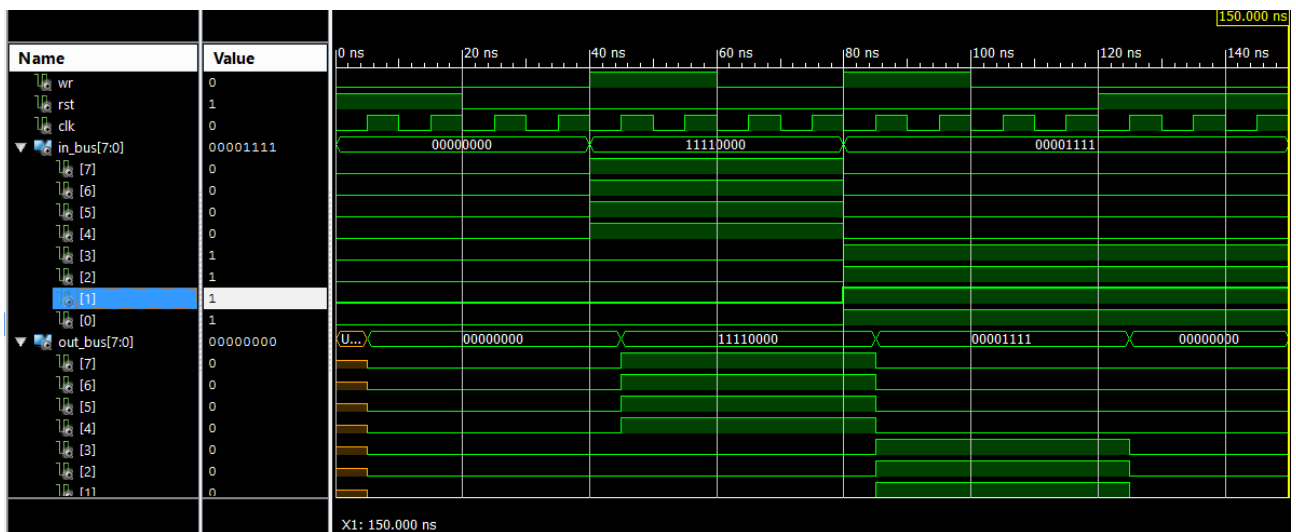 150.000 ns
Name Value 0 ns 20 ns 40 ns 60 ns 80 ns 100 ns 120 ns 140 ns
wr 0
rst 1
clk 0
in_bus[7:0] 00001111 00000000 11110000 00001111
[7] 0
[6] 0
[5] 0
[4] 0
[3] 1
[2] 1
[1] 1
[0] 1
out_bus[7:0] 00000000 U... 00000000 11110000 00001111 00000000
[7] 0
[6] 0
[5] 0
[4] 0
[3] 0
[2] 0
[1] 0
X1: 150.000 ns